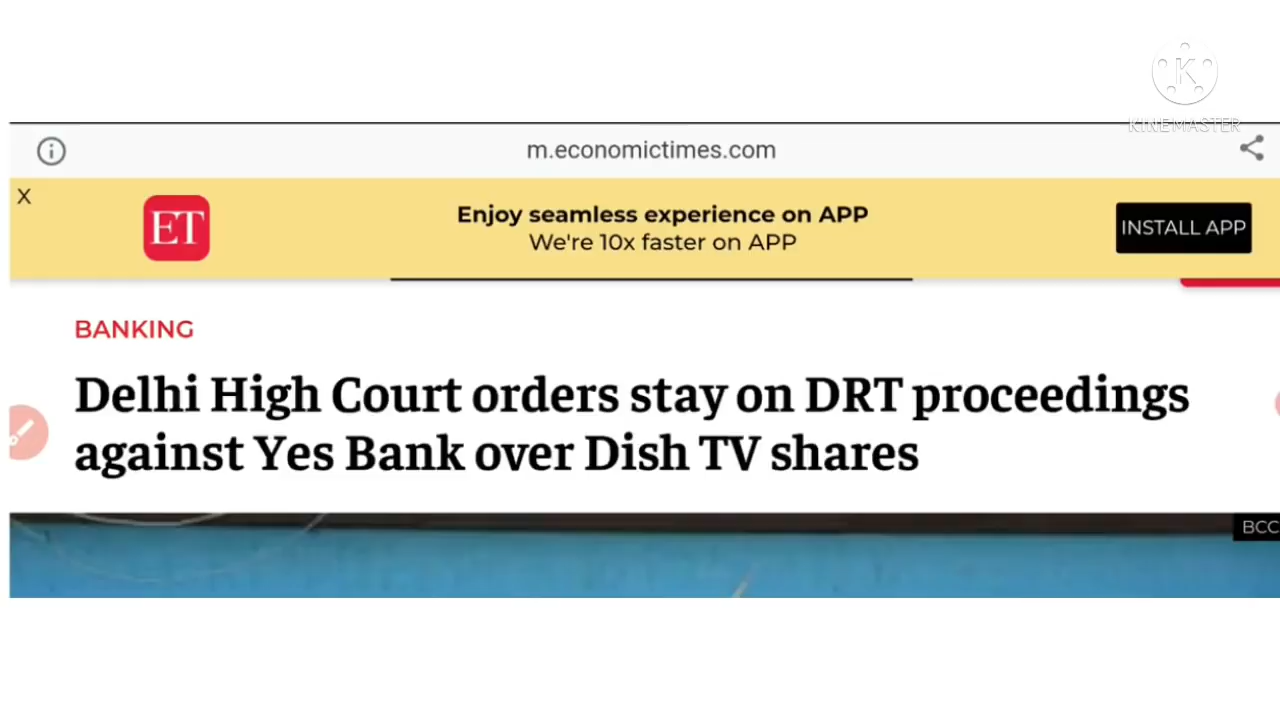 K
KINEMASTER
m.economictimes.com
X
ET
Enjoy seamless experience on APP
We're 10x faster on APP
INSTALL APP
BANKING
Delhi High Court orders stay on DRT proceedings
against Yes Bank over Dish TV shares
BCC